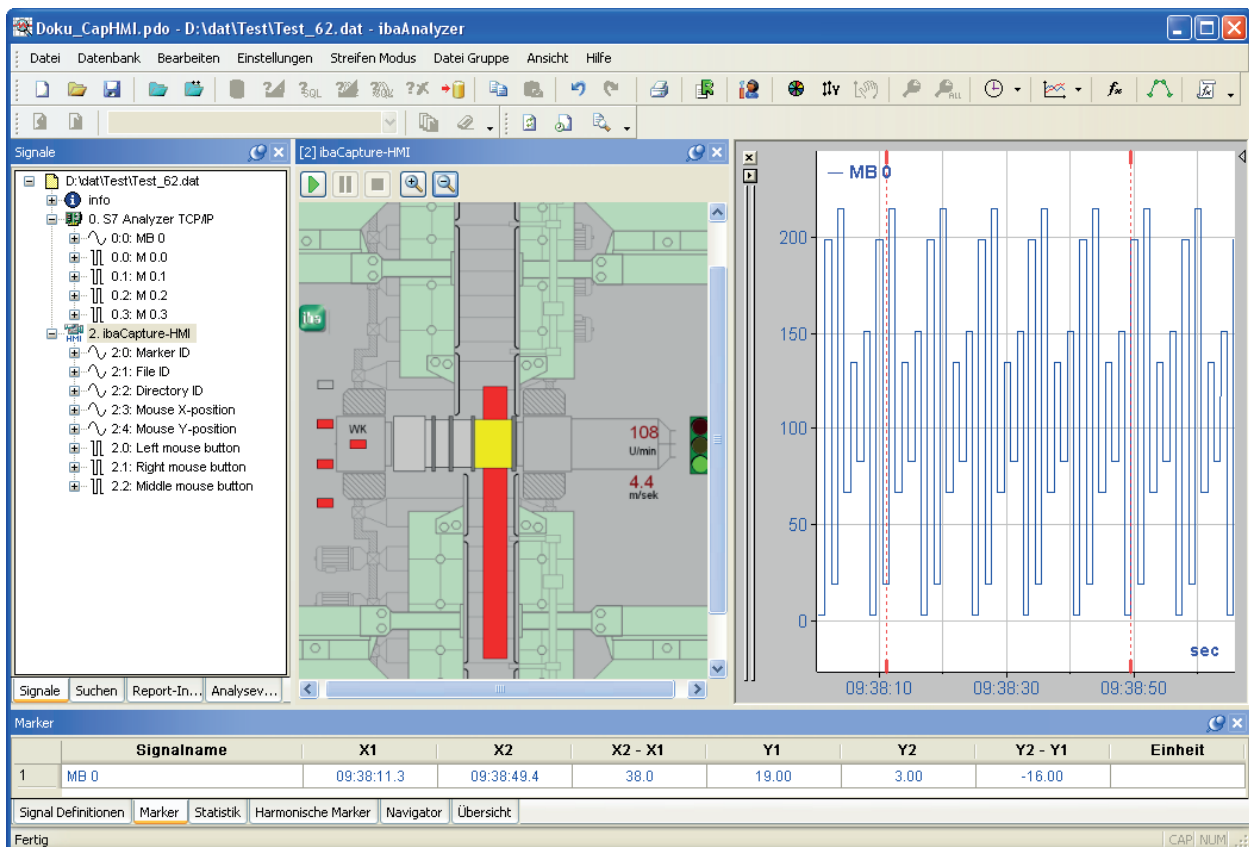 Doku_CapHMI.pdo - D:\dat\Test\Test_62.dat - ibaAnalyzer
Datei Datenbank Bearbeiten Einstellungen Streifen Modus Datei Gruppe Ansicht Hilfe
SQL ALL fx
Signale
D:\dat\Test\Test_62.dat
info
0. S7 Analyzer TCP/IP
0:0: MB 0
0.0: M 0.0
0.1: M 0.1
0.2: M 0.2
0.3: M 0.3
HMI 2. ibaCapture-HMI
2:0: Marker ID
2:1: File ID
2:2: Directory ID
2:3: Mouse X-position
2:4: Mouse Y-position
2.0: Left mouse button
2.1: Right mouse button
2.2: Middle mouse button
Signale Suchen Report-In... Analysev...
[2] ibaCapture-HMI
iba
WK
108
U/min
4.4
m/sek
MB 0
200
150
100
50
0
sec
09:38:10 09:38:30 09:38:50
Marker
Signalname X1 X2 X2 - X1 Y1 Y2 Y2 - Y1 Einheit
1 MB 0 09:38:11.3 09:38:49.4 38.0 19.00 3.00 -16.00
Signal Definitionen Marker Statistik Harmonische Marker Navigator Übersicht
Fertig CAP NUM